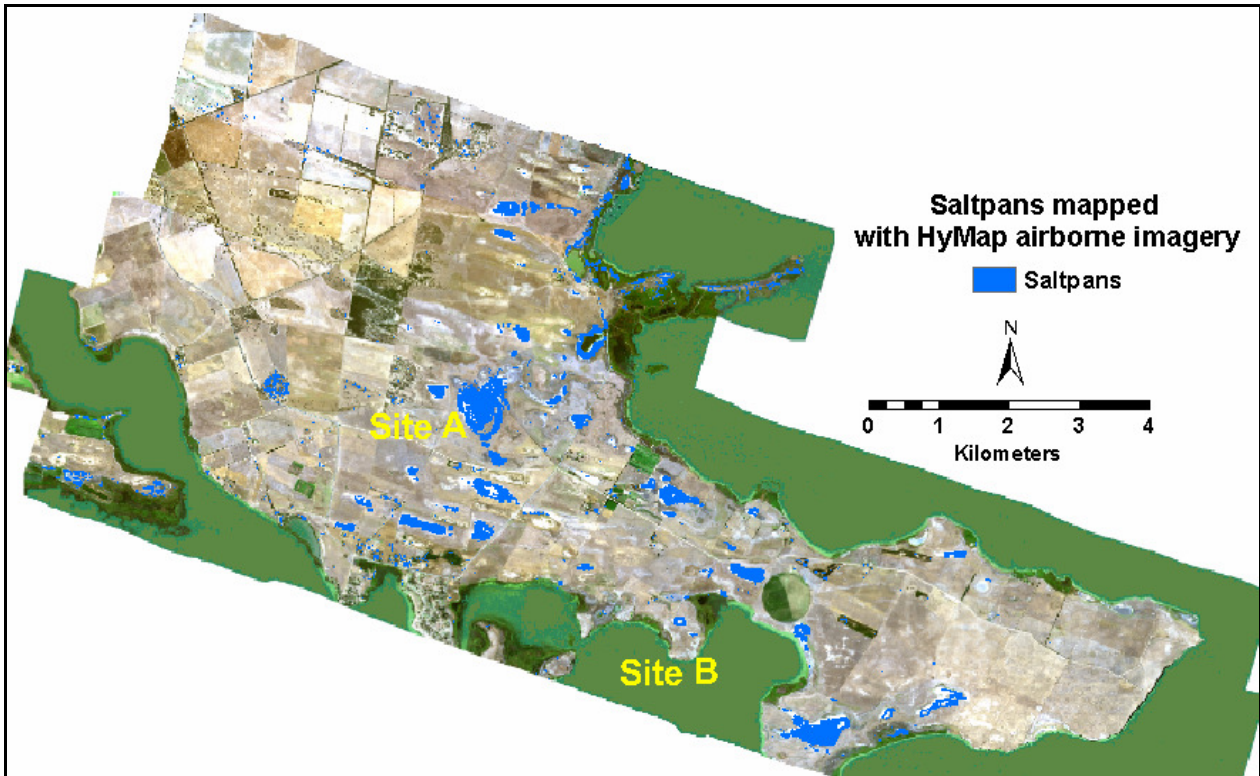 Saltpans mapped
with HyMap airborne imagery
Saltpans
N
0 1 2 3 4
Kilometers
Site A
Site B